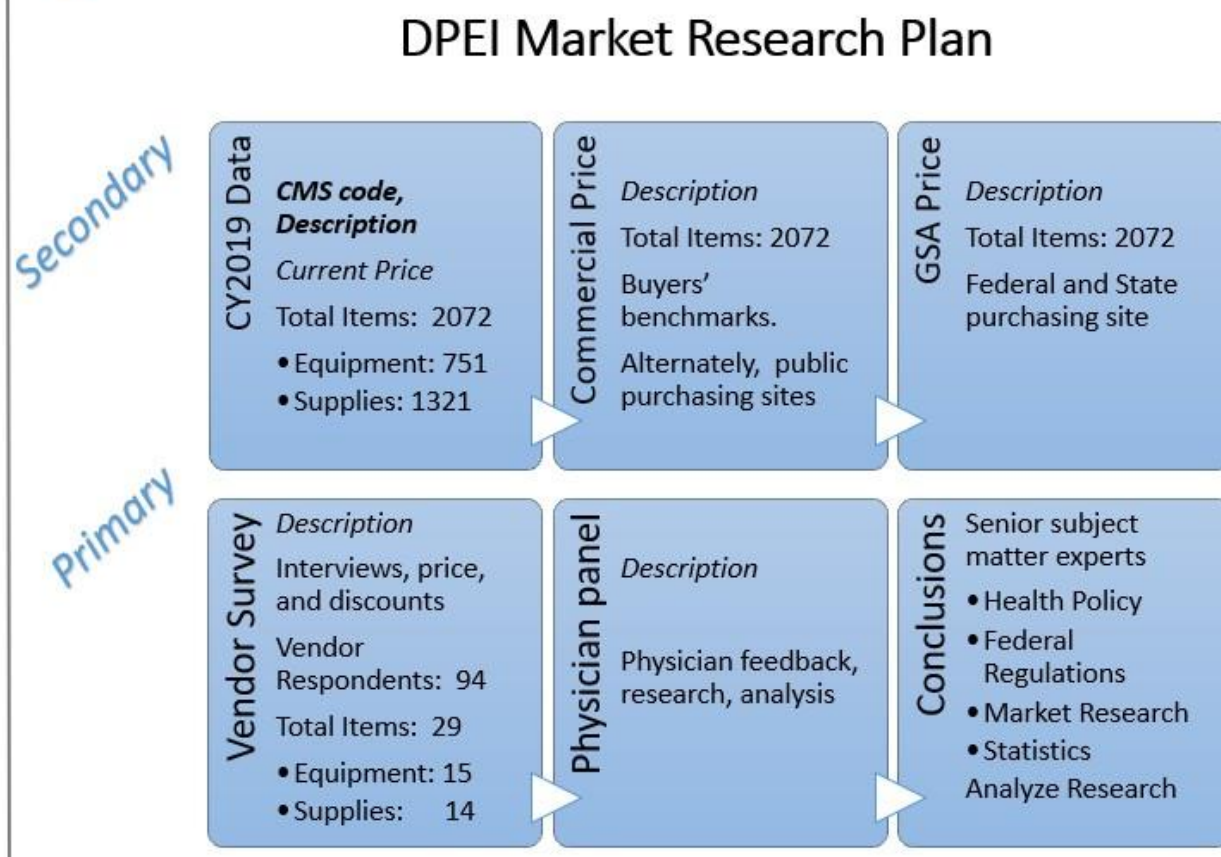 DPEI Market Research Plan
Secondary
CY2019 Data
CMS code,
Description
Current Price
Total Items: 2072
• Equipment: 751
• Supplies: 1321
Commercial Price
Description
Total Items: 2072
Buyers’
benchmarks.
Alternately, public
purchasing sites
GSA Price
Description
Total Items: 2072
Federal and State
purchasing site
Primary
Vendor Survey
Description
Interviews, price,
and discounts
Vendor
Respondents: 94
Total Items: 29
• Equipment: 15
• Supplies: 14
Physician panel
Description
Physician feedback,
research, analysis
Conclusions
Senior subject
matter experts
• Health Policy
• Federal
Regulations
• Market Research
• Statistics
Analyze Research